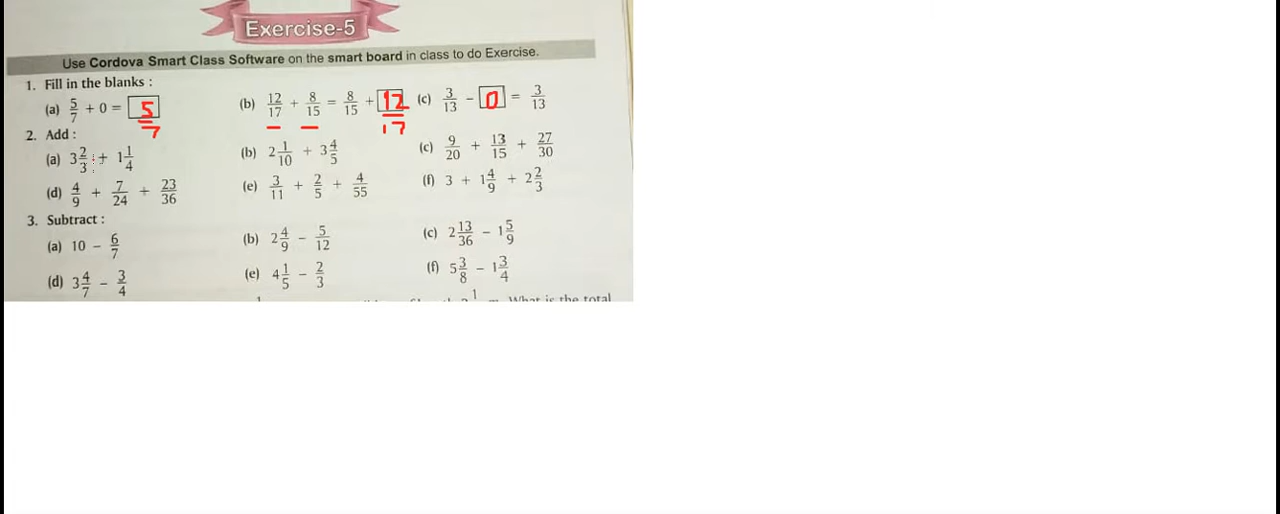 Exercise-5
Use Cordova Smart Class Software on the smart board in class to do Exercise.
1. Fill in the blanks :
(a) 5/7 + 0 = 5/7 (b) 12/17 + 8/15 = 8/15 + 12/17 (c) 3/13 - 0 = 3/13
2. Add :
(a) 3 2/3 + 1 1/4 (b) 2 1/10 + 3 4/5 (c) 9/20 + 13/15 + 27/30
(d) 4/9 + 7/24 + 23/36 (e) 3/11 + 2/5 + 4/55 (f) 3 + 1 4/9 + 2 2/3
3. Subtract :
(a) 10 - 6/7 (b) 2 4/9 - 5/12 (c) 2 13/36 - 1 5/9
(d) 3 4/7 - 3/4 (e) 4 1/5 - 2/3 (f) 5 3/8 - 1 3/4
What is the total